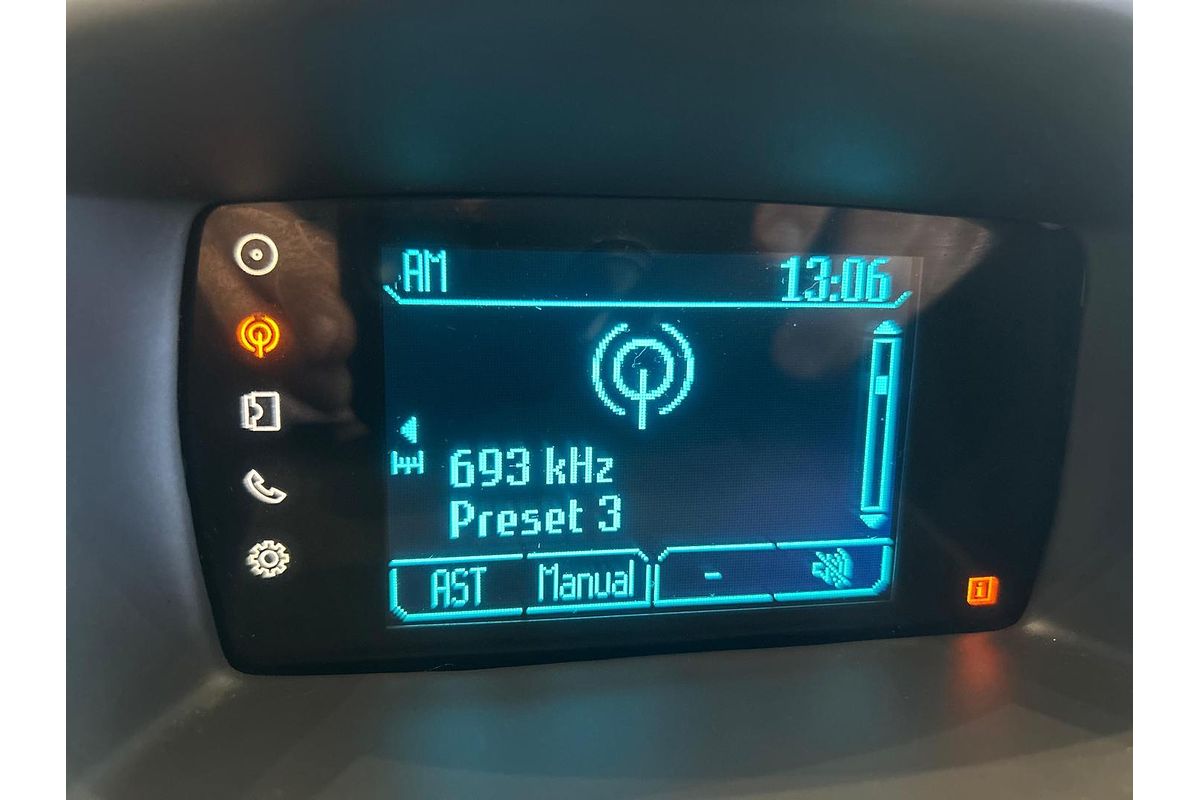 AM
13:06
693 kHz
Preset 3
AST
Manual
-
i